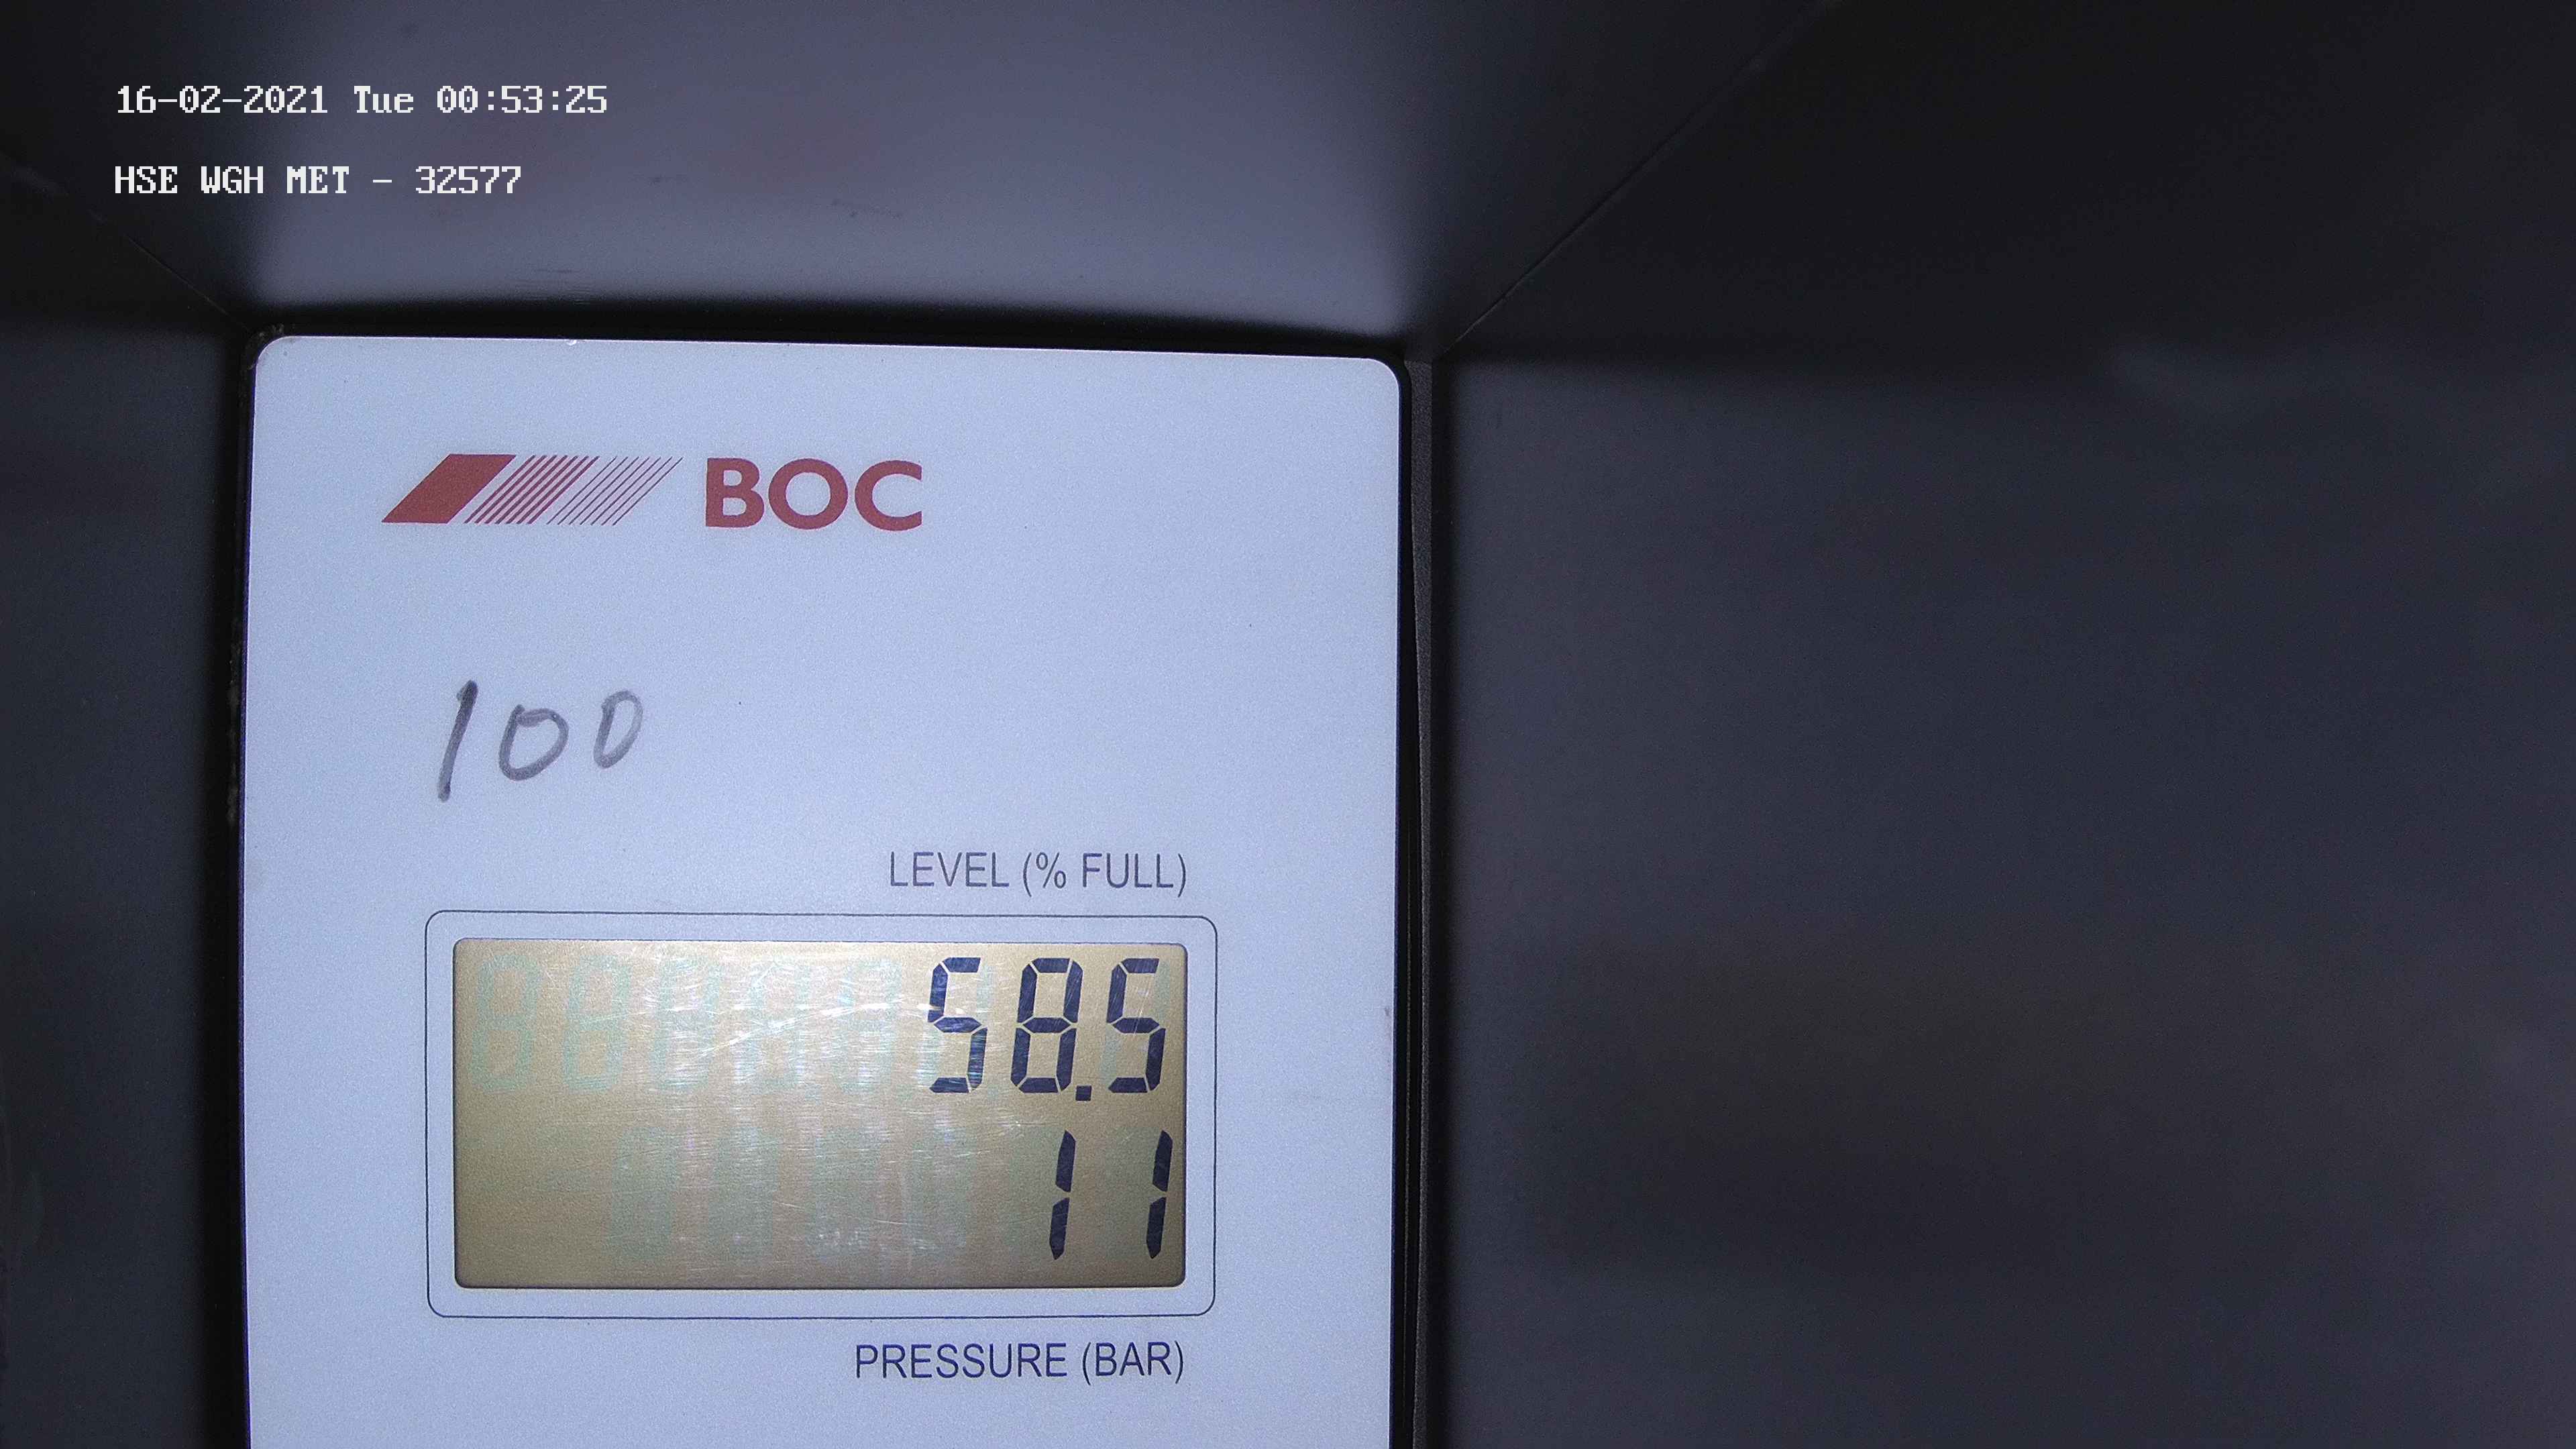 16-02-2021 Tue 00:53:25
HSE WGH MET - 32577
BOC
100
LEVEL (% FULL)
58.5
11
PRESSURE (BAR)